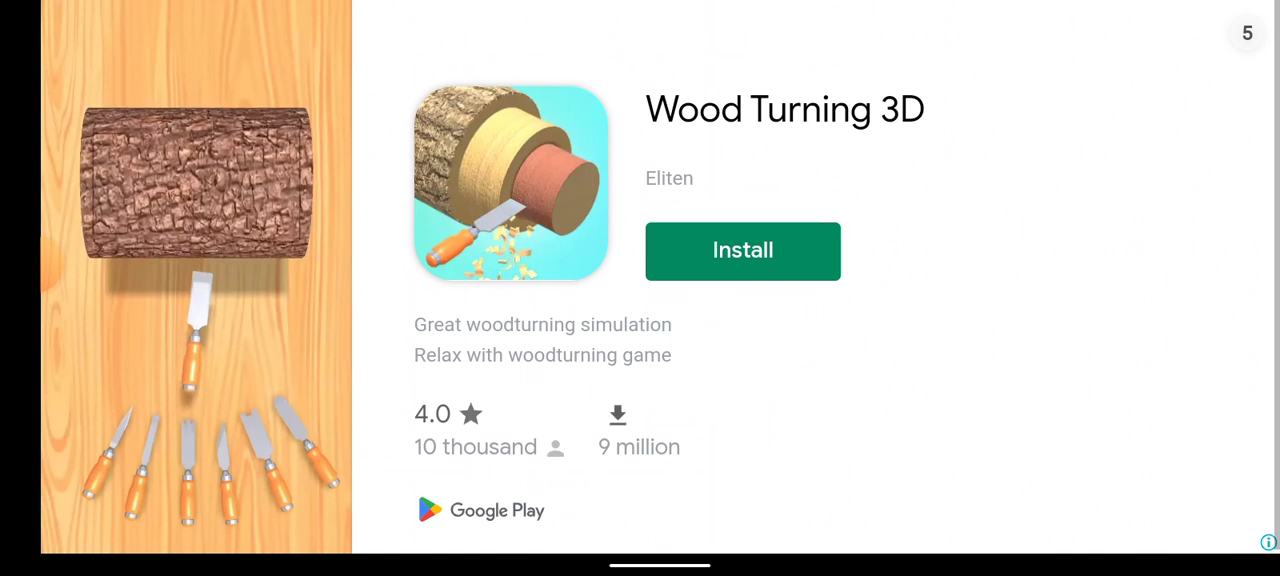 5
Wood Turning 3D
Eliten
Install
Great woodturning simulation
Relax with woodturning game
4.0
10 thousand 9 million
Google Play